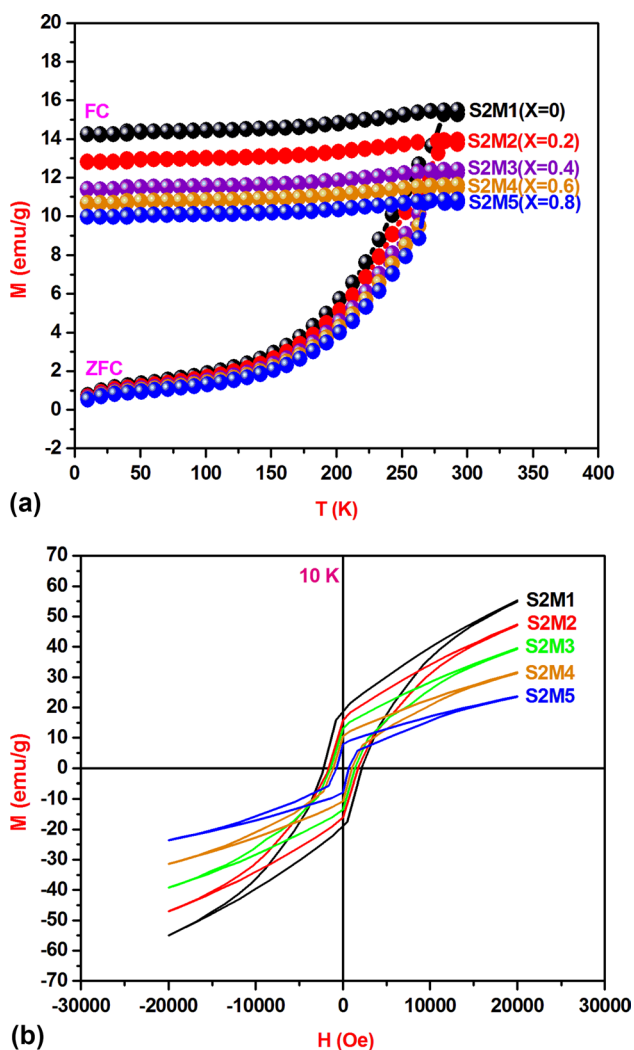 20
18
16
14
12
10
8
6
4
2
0
-2
M (emu/g)
FC
ZFC
S2M1(X=0)
S2M2(X=0.2)
S2M3(X=0.4)
S2M4(X=0.6)
S2M5(X=0.8)
0 50 100 150 200 250 300 350 400
T (K)
(a)
70
60
50
40
30
20
10
0
-10
-20
-30
-40
-50
-60
70
M (emu/g)
10 K
S2M1
S2M2
S2M3
S2M4
S2M5
-30000 -20000 -10000 0 10000 20000 30000
H (Oe)
(b)